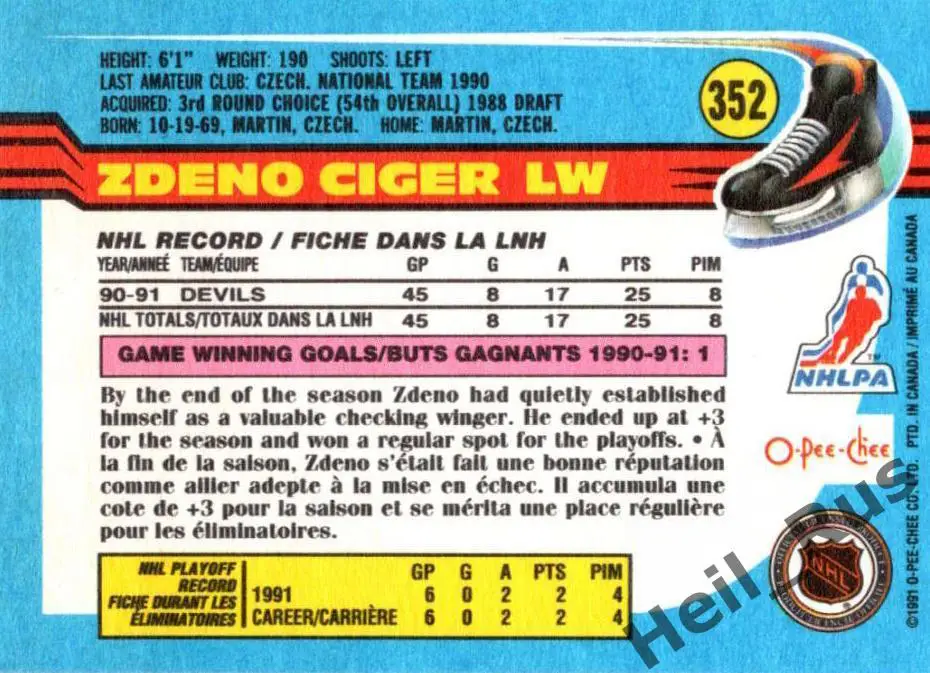 HEIGHT: 6'1" WEIGHT: 190 SHOOTS: LEFT
LAST AMATEUR CLUB: CZECH. NATIONAL TEAM 1990
ACQUIRED: 3rd ROUND CHOICE (54th OVERALL) 1988 DRAFT
BORN: 10-19-69, MARTIN, CZECH. HOME: MARTIN, CZECH.
352
ZDENO CIGER LW
NHL RECORD / FICHE DANS LA LNH
YEAR/ANNEÉ TEAM/ÉQUIPE GP G A PTS PIM
90-91 DEVILS 45 8 17 25 8
NHL TOTALS/TOTAUX DANS LA LNH 45 8 17 25 8
GAME WINNING GOALS/BUTS GAGNANTS 1990-91: 1
By the end of the season Zdeno had quietly established
himself as a valuable checking winger. He ended up at +3
for the season and won a regular spot for the playoffs. • À
la fin de la saison, Zdeno s'était fait une bonne réputation
comme ailier adepte à la mise en échec. Il accumula une
cote de +3 pour la saison et se mérita une place régulière
pour les éliminatoires.
NHL PLAYOFF
RECORD
FICHE DURANT LES
ÉLIMINATOIRES
GP G A PTS PIM
1991 6 0 2 2 4
CAREER/CARRIÈRE 6 0 2 2 4
TM
NHLPA
O-PEE-CHEE
NHL
©1991 O-PEE-CHEE CO. LTD. PTD. IN CANADA / IMPRIMÉ AU CANADA
Heil_Rus